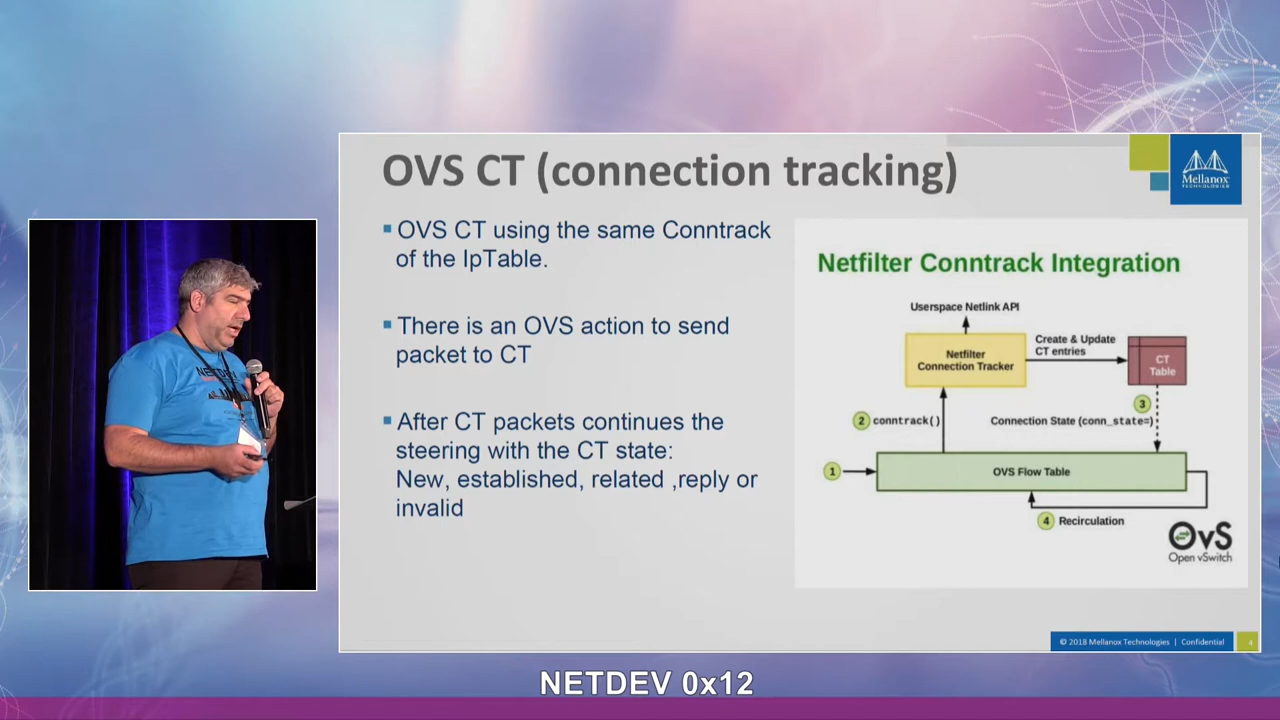 OVS CT (connection tracking)
Mellanox
TECHNOLOGIES
OVS CT using the same Conntrack
of the IpTable.
There is an OVS action to send
packet to CT
After CT packets continues the
steering with the CT state:
New, established, related ,reply or
invalid
Netfilter Conntrack Integration
Userspace Netlink API
Netfilter
Connection Tracker
Create & Update
CT entries
CT
Table
3
2 conntrack()
Connection State (conn_state=)
1
OVS Flow Table
4 Recirculation
OvS
Open vSwitch
© 2018 Mellanox Technologies | Confidential
4
NETDEV 0x12